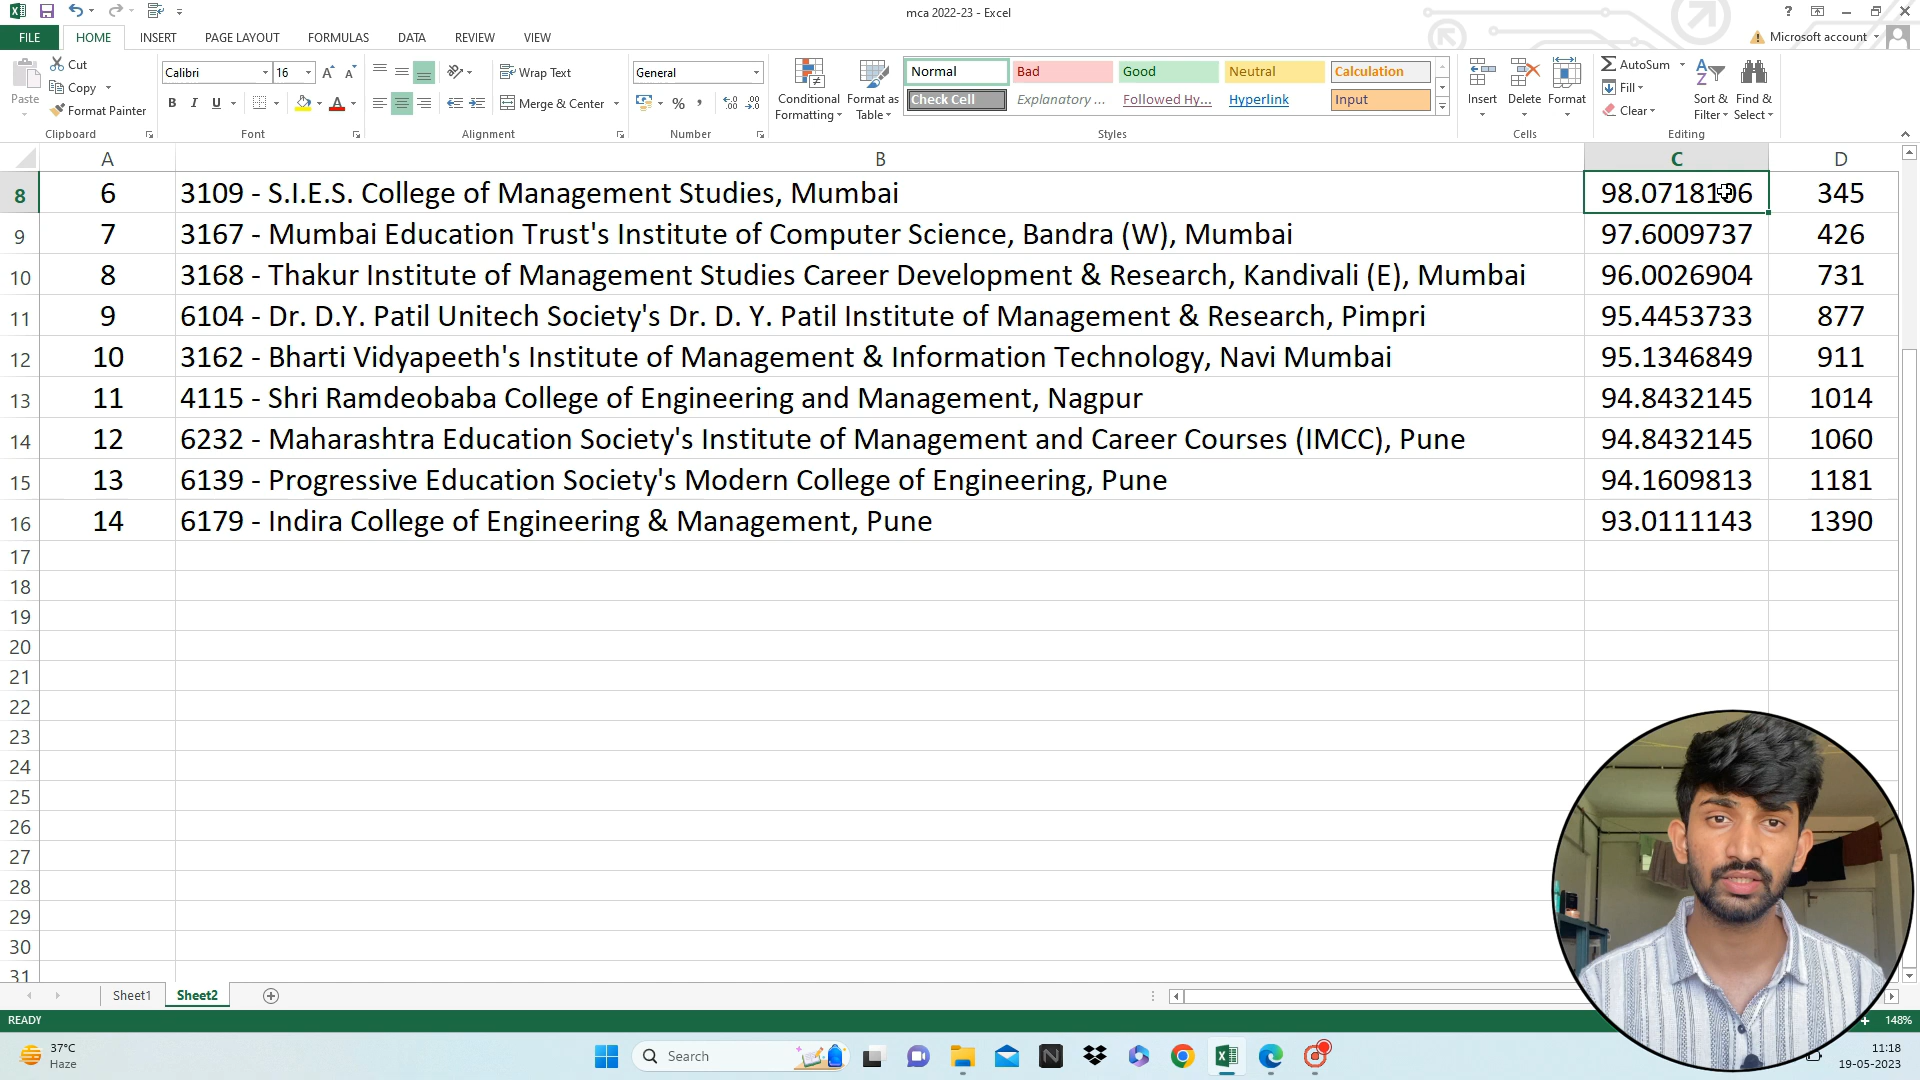 mca 2022-23 - Excel
?
FILE HOME INSERT PAGE LAYOUT FORMULAS DATA REVIEW VIEW Microsoft account
Paste Cut
Copy
Format Painter
Clipboard
Calibri 16
B I U
Font
Wrap Text
Merge & Center
Alignment
General
%
Number
Conditional Formatting
Format as Table
Normal Bad Good Neutral Calculation
Check Cell Explanatory ... Followed Hy... Hyperlink Input
Styles
Insert Delete Format
Cells
AutoSum
Fill
Clear
Sort & Filter
Find & Select
Editing
A B C D
8 6 3109 - S.I.E.S. College of Management Studies, Mumbai 98.0718106 345
9 7 3167 - Mumbai Education Trust's Institute of Computer Science, Bandra (W), Mumbai 97.6009737 426
10 8 3168 - Thakur Institute of Management Studies Career Development & Research, Kandivali (E), Mumbai 96.0026904 731
11 9 6104 - Dr. D.Y. Patil Unitech Society's Dr. D. Y. Patil Institute of Management & Research, Pimpri 95.4453733 877
12 10 3162 - Bharti Vidyapeeth's Institute of Management & Information Technology, Navi Mumbai 95.1346849 911
13 11 4115 - Shri Ramdeobaba College of Engineering and Management, Nagpur 94.8432145 1014
14 12 6232 - Maharashtra Education Society's Institute of Management and Career Courses (IMCC), Pune 94.8432145 1060
15 13 6139 - Progressive Education Society's Modern College of Engineering, Pune 94.1609813 1181
16 14 6179 - Indira College of Engineering & Management, Pune 93.0111143 1390
17
18
19
20
21
22
23
24
25
26
27
28
29
30
31
Sheet1 Sheet2
READY 148%
37°C
Haze
Search
11:18
19-05-2023